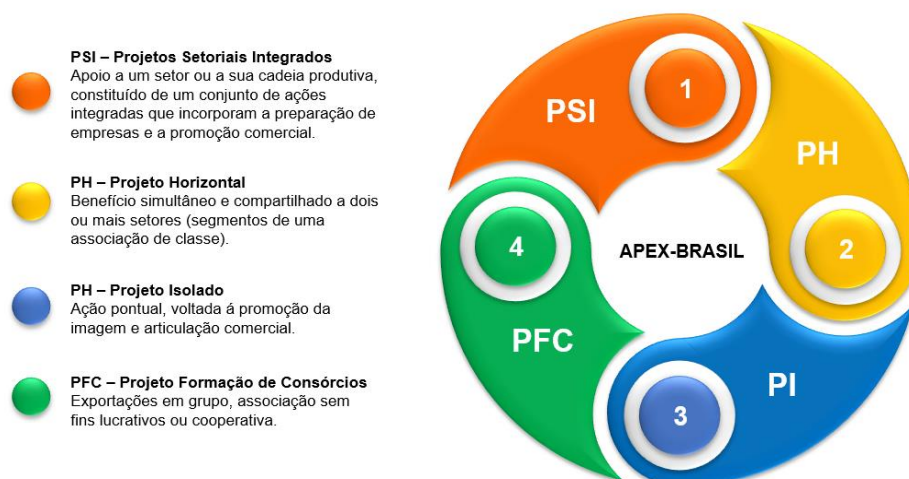 PSI – Projetos Setoriais Integrados
Apoio a um setor ou a sua cadeia produtiva,
constituído de um conjunto de ações
integradas que incorporam a preparação de
empresas e a promoção comercial.
PH – Projeto Horizontal
Benefício simultâneo e compartilhado a dois
ou mais setores (segmentos de uma
associação de classe).
PH – Projeto Isolado
Ação pontual, voltada á promoção da
imagem e articulação comercial.
PFC – Projeto Formação de Consórcios
Exportações em grupo, associação sem
fins lucrativos ou cooperativa.
PSI
1
PH
2
APEX-BRASIL
4
PFC
3
PI